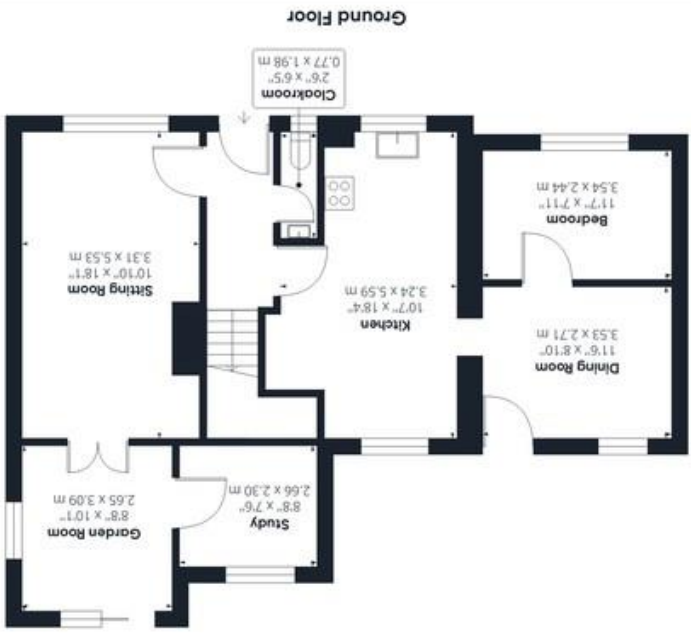 Garden Room
8'8" x 10'1"
2.65 x 3.09 m
Study
8'8" x 7'6"
2.66 x 2.30 m
Dining Room
11'6" x 8'10"
3.53 x 2.71 m
Kitchen
10'7" x 18'4"
3.24 x 5.59 m
Sitting Room
10'10" x 18'1"
3.31 x 5.53 m
Bedroom
11'7" x 7'11"
3.54 x 2.44 m
Cloakroom
2'6" x 6'5"
0.77 x 1.98 m
Ground Floor